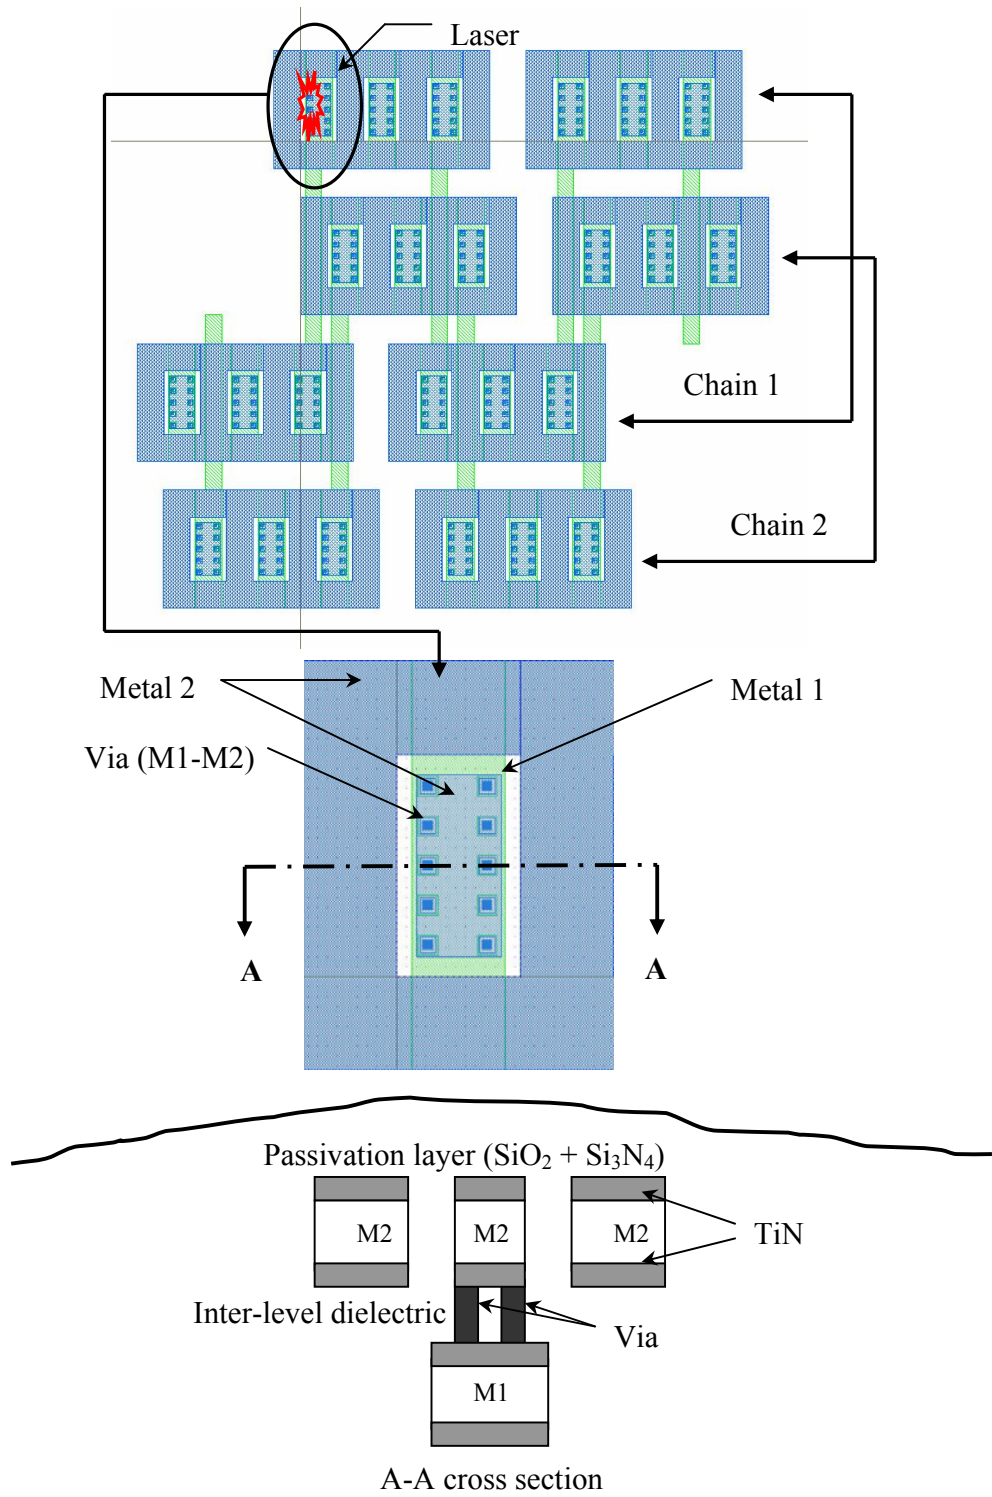 Laser
Chain 1
Chain 2
Metal 2
Metal 1
Via (M1-M2)
A
A
Passivation layer (SiO₂ + Si₃N₄)
M2
M2
M2
TiN
Inter-level dielectric
Via
M1
A-A cross section